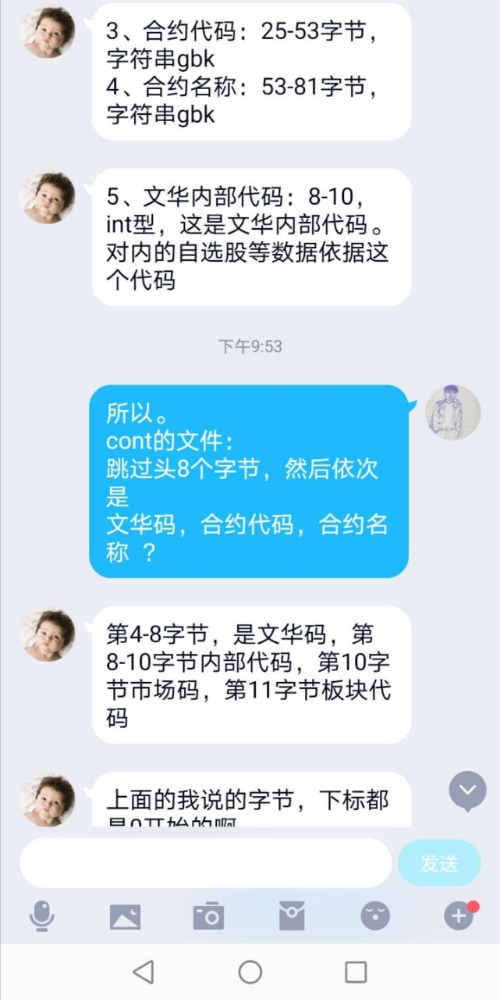 3、合约代码：25-53字节，
字符串gbk
4、合约名称：53-81字节，
字符串gbk
5、文华内部代码：8-10，
int型，这是文华内部代码。
对内的自选股等数据依据这
个代码
下午9:53
所以。
cont的文件：
跳过头8个字节，然后依次
是
文华码，合约代码，合约名
称 ？
第4-8字节，是文华码，第
8-10字节内部代码，第10字
节市场码，第11字节板块代
码
上面的我说的字节，下标都
是0开始的啊
发送